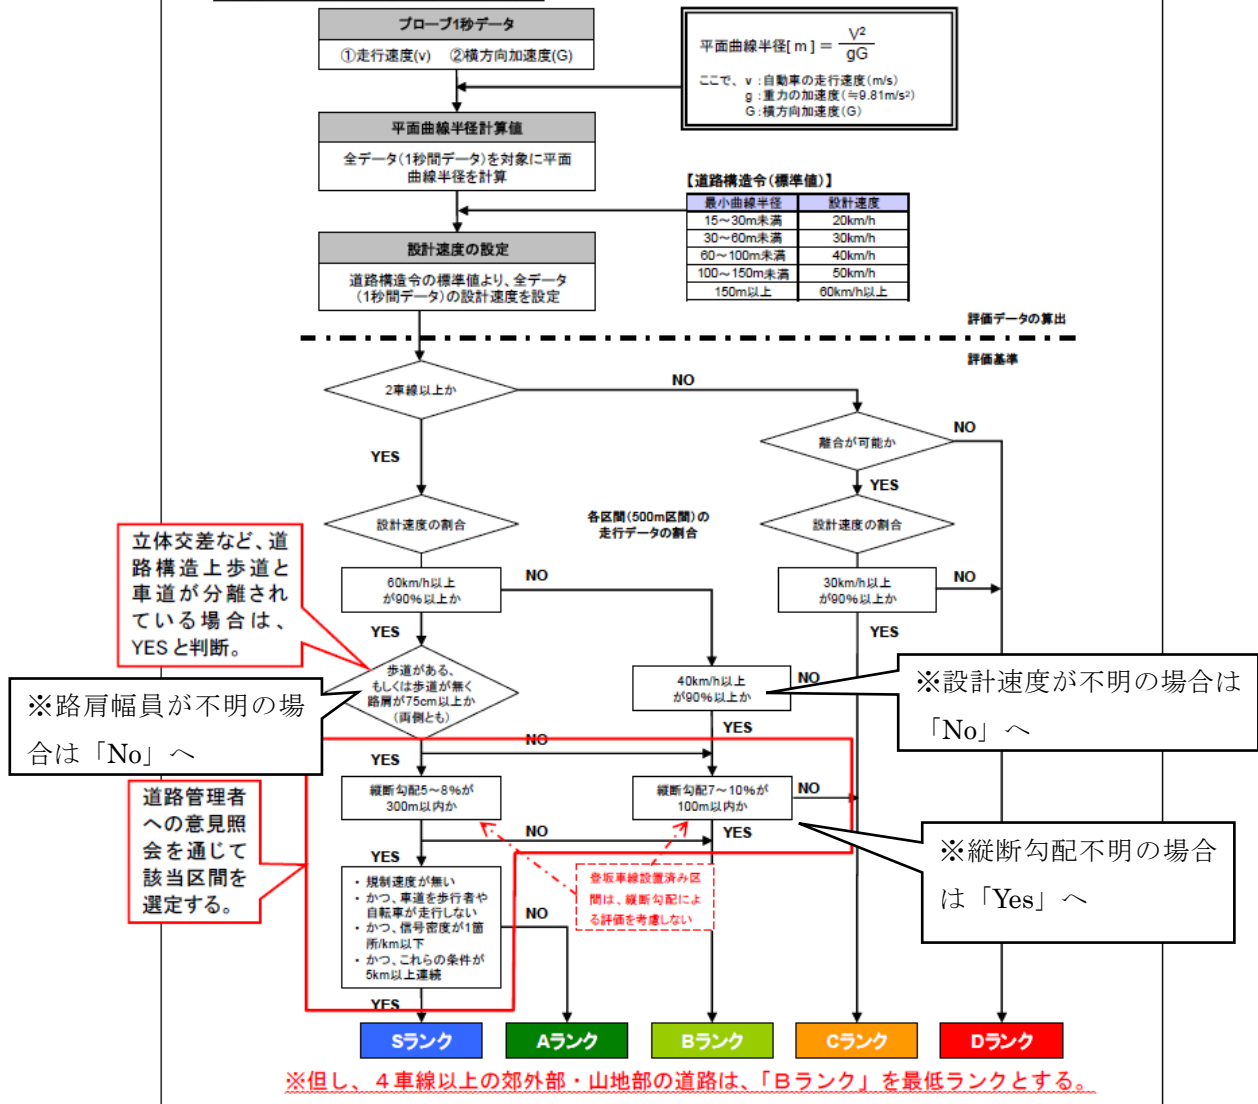 プローブ1秒データ
①走行速度(v)　②横方向加速度(G)
平面曲線半径[ m ] = V² / gG
ここで、 v : 自動車の走行速度(m/s)
g : 重力の加速度(≒9.81m/s²)
G : 横方向加速度(G)
平面曲線半径計算値
全データ(1秒間データ)を対象に平面
曲線半径を計算
【道路構造令(標準値)】
最小曲線半径　設計速度
15～30m未満　20km/h
30～60m未満　30km/h
60～100m未満　40km/h
100～150m未満　50km/h
150m以上　60km/h以上
設計速度の設定
道路構造令の標準値より、全データ
(1秒間データ)の設計速度を設定
評価データの算出
評価基準
2車線以上か
NO
離合が可能か
NO
YES
YES
設計速度の割合
各区間(500m区間)の
走行データの割合
設計速度の割合
立体交差など、道
路構造上歩道と
車道が分離され
ている場合は、
YESと判断。
60km/h以上
が90%以上か
NO
30km/h以上
が90%以上か
NO
YES
YES
歩道がある、
もしくは歩道が無く
路肩が75cm以上か
(両側とも)
40km/h以上
が90%以上か
NO
※設計速度が不明の場合は
「No」へ
※路肩幅員が不明の場
合は「No」へ
YES
NO
YES
道路管理者
への意見照
会を通じて
該当区間を
選定する。
縦断勾配5～8%が
300m以内か
縦断勾配7～10%が
100m以内か
NO
NO
YES
※縦断勾配不明の場合
は「Yes」へ
YES
登坂車線設置済み区
間は、縦断勾配によ
る評価を考慮しない
・ 規制速度が無い
・ かつ、車道を歩行者や
自転車が走行しない
・ かつ、信号密度が1箇
所/km以下
・ かつ、これらの条件が
5km以上連続
NO
YES
Sランク
Aランク
Bランク
Cランク
Dランク
※但し、４車線以上の郊外部・山地部の道路は、「Ｂランク」を最低ランクとする。